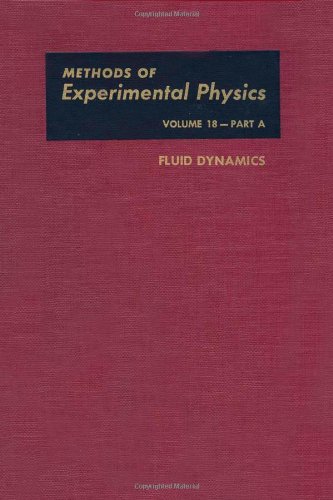 METHODS OF
Experimental Physics
VOLUME 18 — PART A
FLUID DYNAMICS